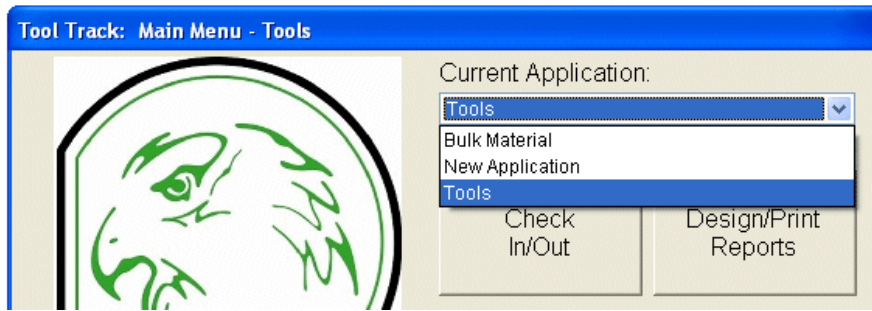 Tool Track: Main Menu - Tools
Current Application:
Tools
Bulk Material
New Application
Tools
Check
In/Out
Design/Print
Reports